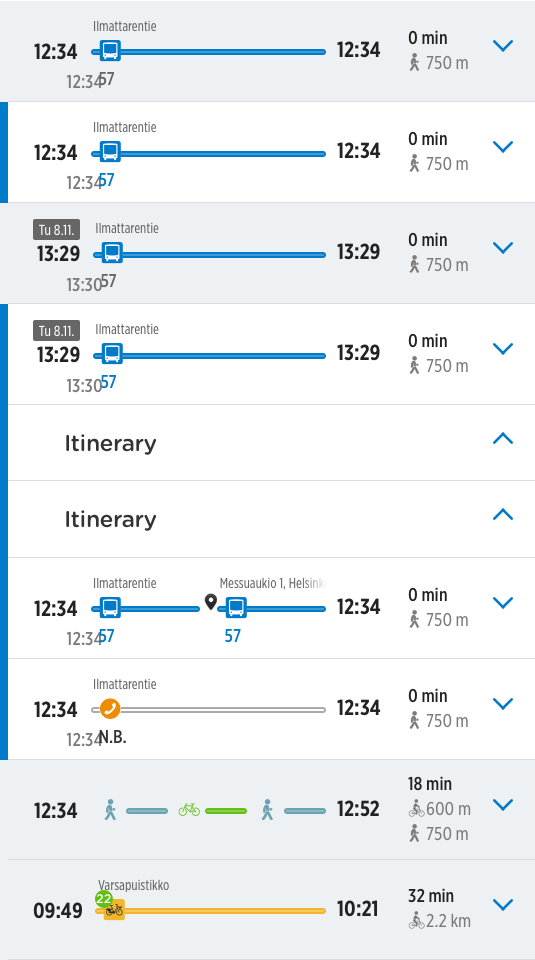 Ilmattarentie
12:34 12:34 0 min
12:34 57 750 m
Ilmattarentie
12:34 12:34 0 min
12:34 57 750 m
Tu 8.11. Ilmattarentie
13:29 13:29 0 min
13:30 57 750 m
Tu 8.11. Ilmattarentie
13:29 13:29 0 min
13:30 57 750 m
Itinerary
Itinerary
Ilmattarentie Messuaukio 1, Helsink
12:34 12:34 0 min
12:34 57 57 750 m
Ilmattarentie
12:34 12:34 0 min
12:34 N.B. 750 m
18 min
12:34 12:52 600 m
750 m
Varsapuistikko
22
09:49 10:21 32 min
2.2 km